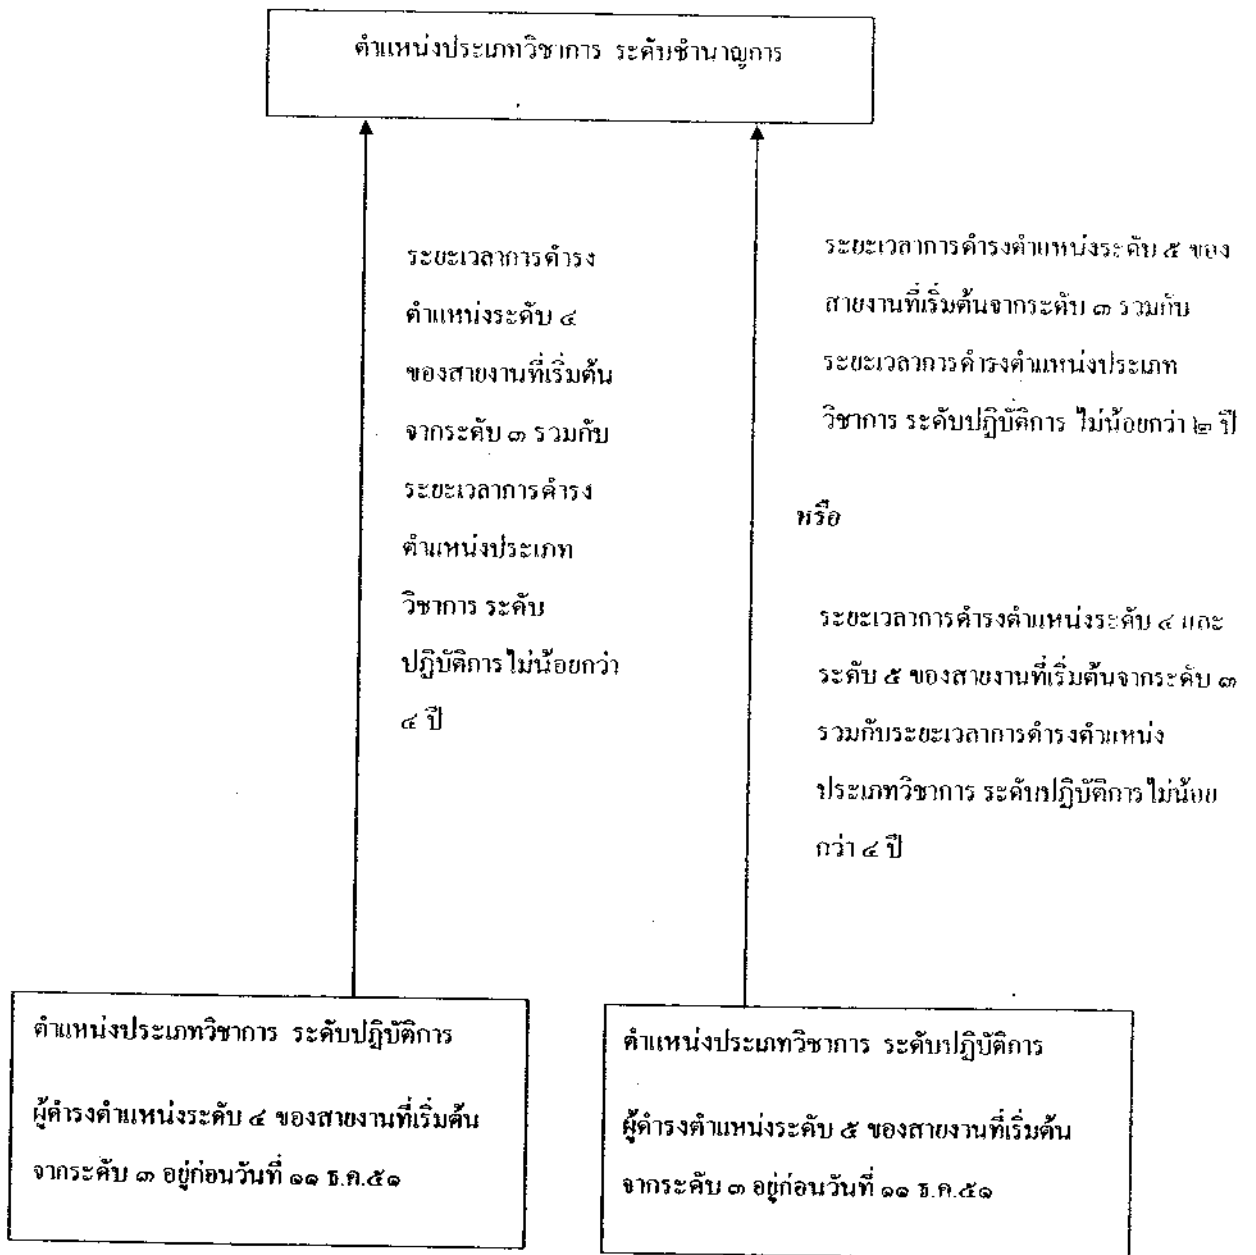 ตำแหน่งประเภทวิชาการ ระดับชำนาญการ
ระยะเวลาการดำรง
ตำแหน่งระดับ ๔
ของสายงานที่เริ่มต้น
จากระดับ ๓ รวมกับ
ระยะเวลาการดำรง
ตำแหน่งประเภท
วิชาการ ระดับ
ปฏิบัติการ ไม่น้อยกว่า
๔ ปี
ระยะเวลาการดำรงตำแหน่งระดับ ๕ ของ
สายงานที่เริ่มต้นจากระดับ ๓ รวมกับ
ระยะเวลาการดำรงตำแหน่งประเภท
วิชาการ ระดับปฏิบัติการ ไม่น้อยกว่า ๒ ปี
หรือ
ระยะเวลาการดำรงตำแหน่งระดับ ๔ และ
ระดับ ๕ ของสายงานที่เริ่มต้นจากระดับ ๓
รวมกับระยะเวลาการดำรงตำแหน่ง
ประเภทวิชาการ ระดับปฏิบัติการ ไม่น้อย
กว่า ๔ ปี
ตำแหน่งประเภทวิชาการ ระดับปฏิบัติการ
ผู้ดำรงตำแหน่งระดับ ๔ ของสายงานที่เริ่มต้น
จากระดับ ๓ อยู่ก่อนวันที่ ๑๑ ธ.ค.๕๑
ตำแหน่งประเภทวิชาการ ระดับปฏิบัติการ
ผู้ดำรงตำแหน่งระดับ ๕ ของสายงานที่เริ่มต้น
จากระดับ ๓ อยู่ก่อนวันที่ ๑๑ ธ.ค.๕๑